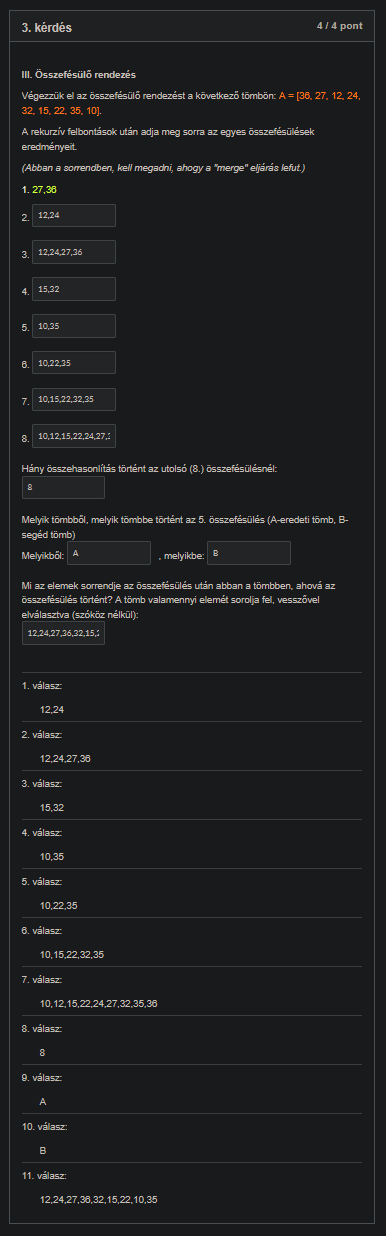 3. kérdés
4 / 4 pont
III. Összefésülő rendezés
Végezzük el az összefésülő rendezést a következő tömbön: A = [36, 27, 12, 24,
32, 15, 22, 35, 10].
A rekurzív felbontások után adja meg sorra az egyes összefésülések
eredményeit.
(Abban a sorrendben, kell megadni, ahogy a "merge" eljárás lefut.)
1. 27,36
2. 12,24
3. 12,24,27,36
4. 15,32
5. 10,35
6. 10,22,35
7. 10,15,22,32,35
8. 10,12,15,22,24,27,3
Hány összehasonlítás történt az utolsó (8.) összefésülésnél:
8
Melyik tömbből, melyik tömbbe történt az 5. összefésülés (A-eredeti tömb, B-
segéd tömb)
Melyikből: A , melyikbe: B
Mi az elemek sorrendje az összefésülés után abban a tömbben, ahová az
összefésülés történt? A tömb valamennyi elemét sorolja fel, vesszővel
elválasztva (szóköz nélkül):
12,24,27,36,32,15,2
1. válasz:
12,24
2. válasz:
12,24,27,36
3. válasz:
15,32
4. válasz:
10,35
5. válasz:
10,22,35
6. válasz:
10,15,22,32,35
7. válasz:
10,12,15,22,24,27,32,35,36
8. válasz:
8
9. válasz:
A
10. válasz:
B
11. válasz:
12,24,27,36,32,15,22,10,35